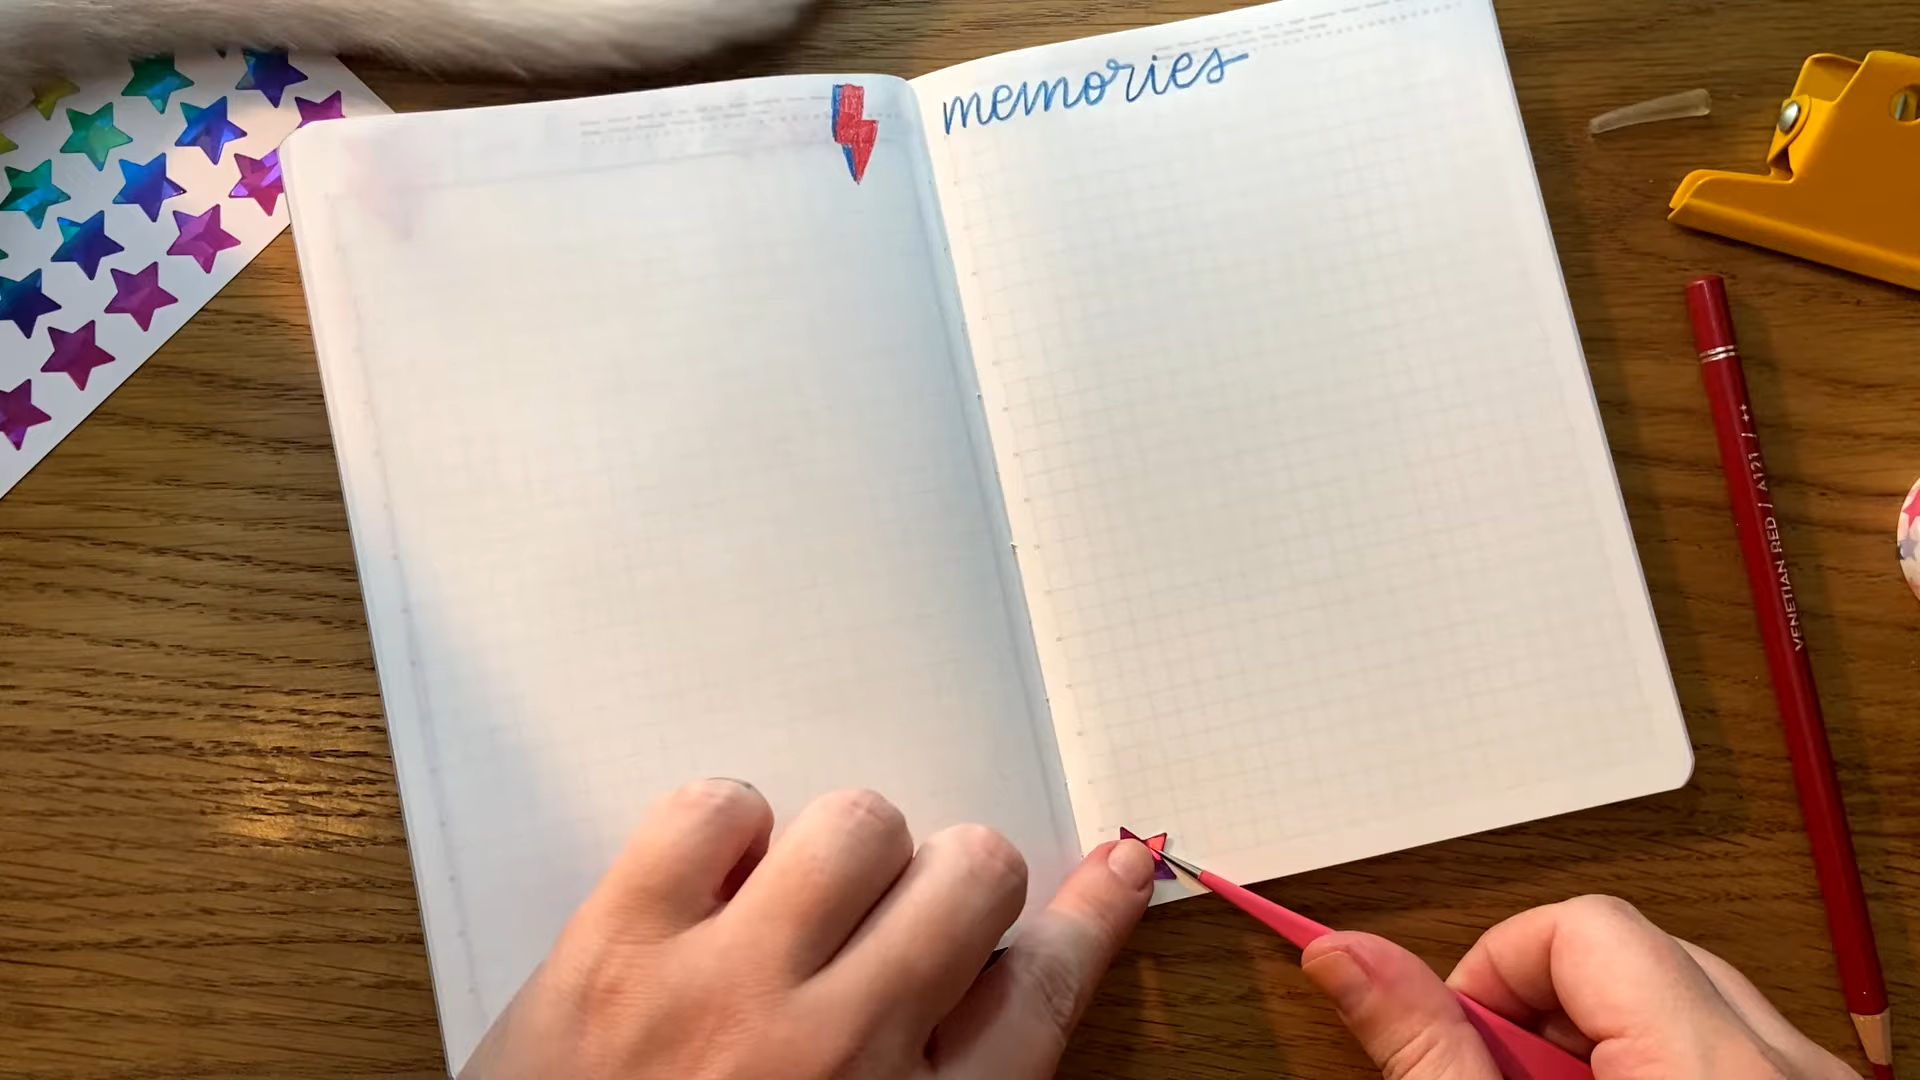 memories
VENETIAN RED / A121 / ++